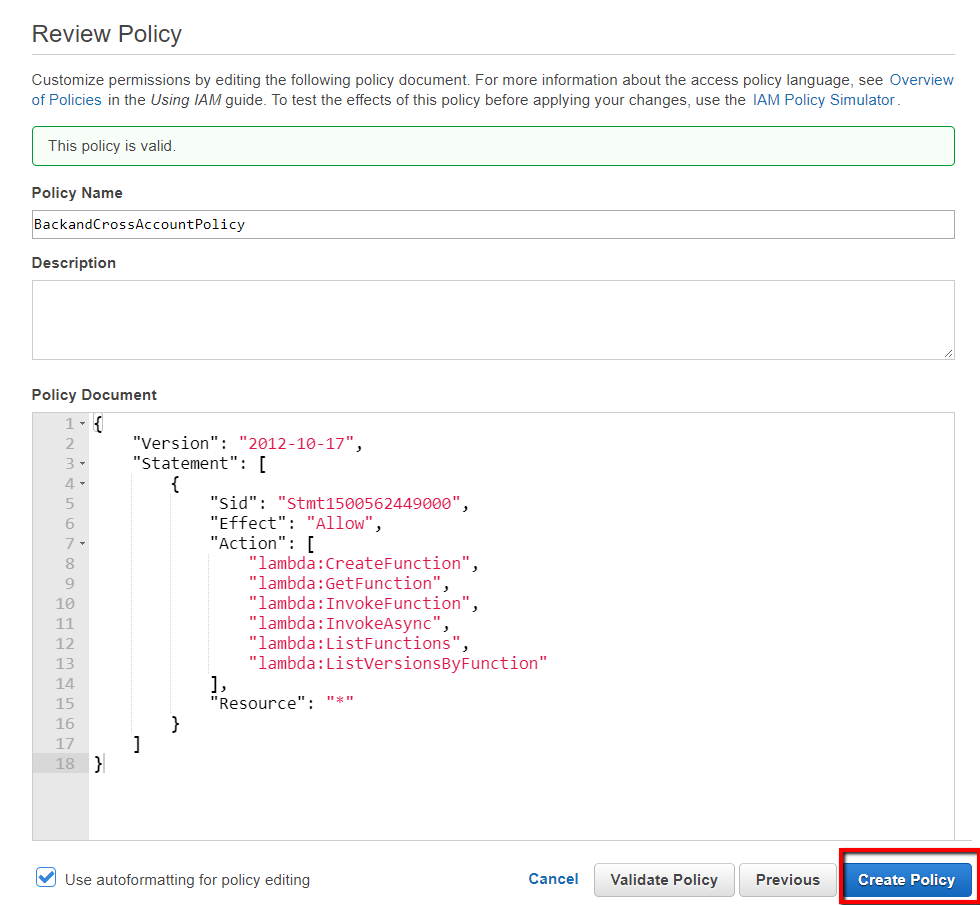 Review Policy
Customize permissions by editing the following policy document. For more information about the access policy language, see Overview
of Policies in the Using IAM guide. To test the effects of this policy before applying your changes, use the IAM Policy Simulator.
This policy is valid.
Policy Name
BackandCrossAccountPolicy
Description
Policy Document
1 {
2 "Version": "2012-10-17",
3 "Statement": [
4 {
5 "Sid": "Stmt1500562449000",
6 "Effect": "Allow",
7 "Action": [
8 "lambda:CreateFunction",
9 "lambda:GetFunction",
10 "lambda:InvokeFunction",
11 "lambda:InvokeAsync",
12 "lambda:ListFunctions",
13 "lambda:ListVersionsByFunction"
14 ],
15 "Resource": "*"
16 }
17 ]
18 }
Use autoformatting for policy editing Cancel Validate Policy Previous Create Policy